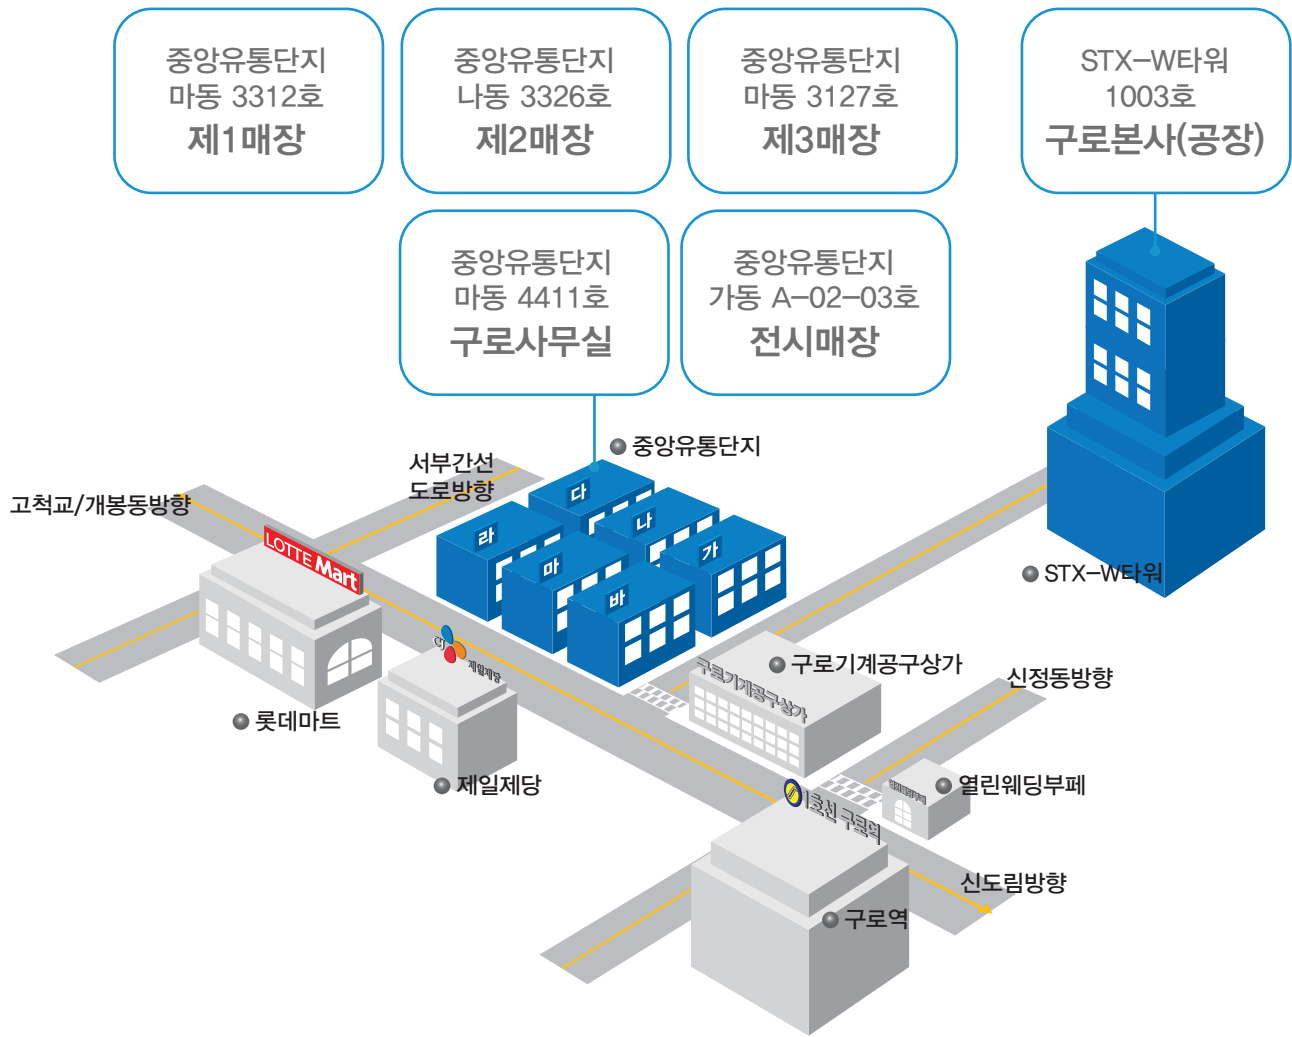 중앙유통단지
마동 3312호
제1매장
중앙유통단지
나동 3326호
제2매장
중앙유통단지
마동 3127호
제3매장
STX-W타워
1003호
구로본사(공장)
중앙유통단지
마동 4411호
구로사무실
중앙유통단지
가동 A-02-03호
전시매장
중앙유통단지
서부간선
도로방향
고척교/개봉동방향
다
나
라
가
마
바
LOTTE Mart
STX-W타워
CJ
제일제당
구로기계공구상가
구로기계공구상가
신정동방향
롯데마트
제일제당
열린웨딩부페
1호선 구로역
신도림방향
구로역